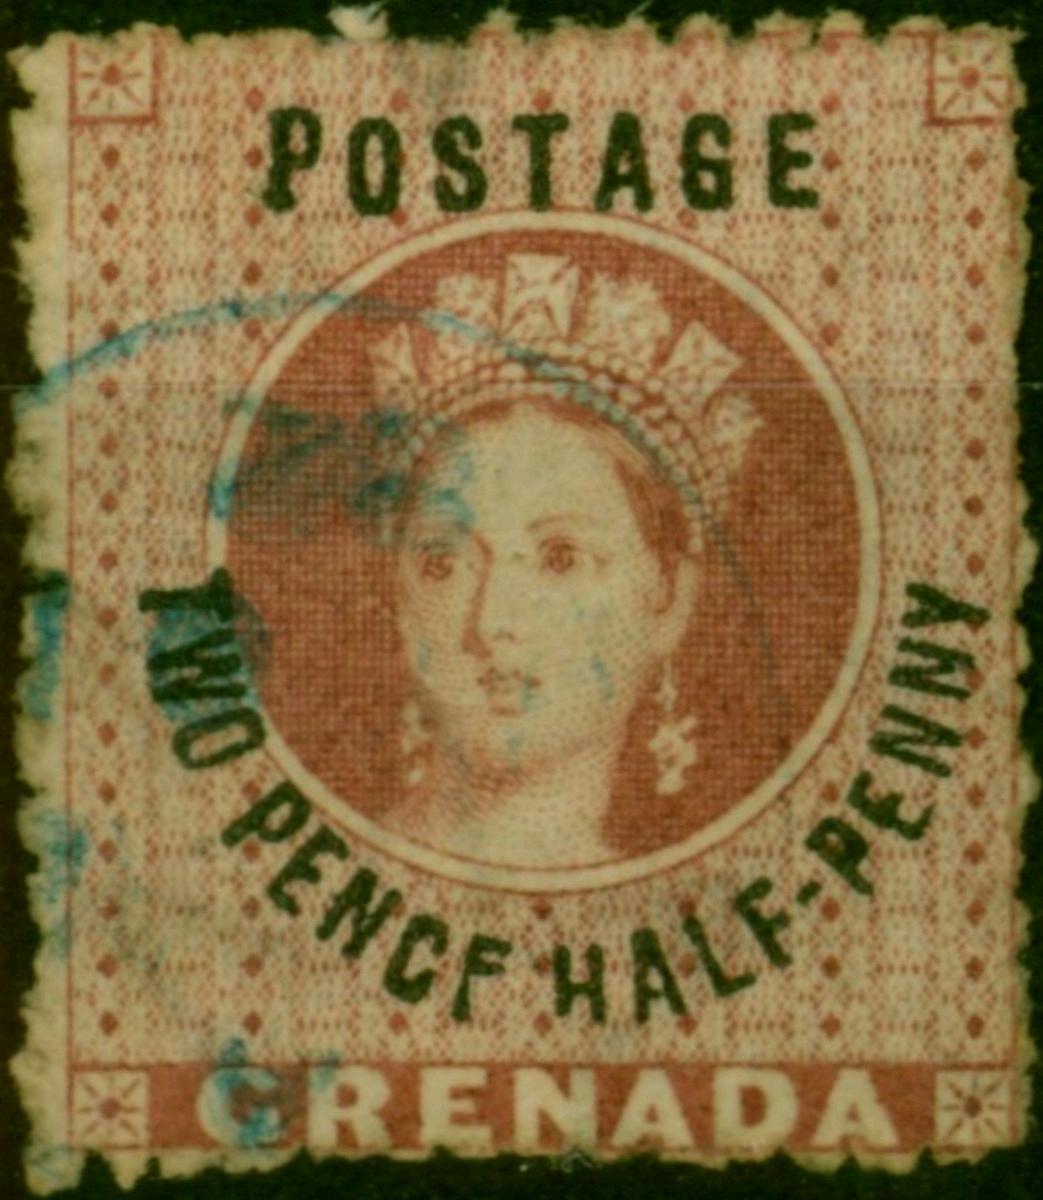 POSTAGE
TWO PENCF HALF-PENNY
GRENADA